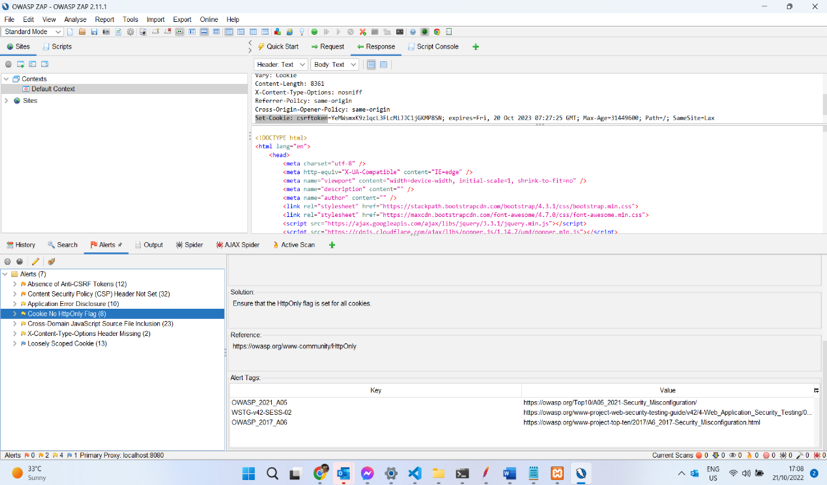 OWASP ZAP - OWASP ZAP 2.11.1
File Edit View Analyse Report Tools Import Export Online Help
Standard Mode
Sites Scripts
Quick Start Request Response Script Console
Header: Text Body: Text
Contexts
Default Context
Sites
Vary: Cookie
Content-Length: 8361
X-Content-Type-Options: nosniff
Referrer-Policy: same-origin
Cross-Origin-Opener-Policy: same-origin
expires=Fri, 20 Oct 2023 07:27:25 GMT; Max-Age=31449600; Path=/; SameSite=Lax
<!DOCTYPE html>
<html lang="en">
<head>
<meta charset="utf-8" />
<meta http-equiv="X-UA-Compatible" content="IE=edge" />
<meta name="viewport" content="width=device-width, initial-scale=1, shrink-to-fit=no" />
<meta name="description" content="" />
<meta name="author" content="" />
<link rel="stylesheet" href="https://stackpath.bootstrapcdn.com/bootstrap/4.3.1/css/bootstrap.min.css">
<link rel="stylesheet" href="https://maxcdn.bootstrapcdn.com/font-awesome/4.7.0/css/font-awesome.min.css">
<script src="https://ajax.googleapis.com/ajax/libs/jquery/3.3.1/jquery.min.js"></script>
<script src="https://cdnjs.cloudflare.com/ajax/libs/popper.js/1.14.7/umd/popper.min.js"></script>
History Search Alerts Output Spider AJAX Spider Active Scan
Alerts (7)
Absence of Anti-CSRF Tokens (12)
Content Security Policy (CSP) Header Not Set (32)
Application Error Disclosure (10)
Cookie No HttpOnly Flag (8)
Cross-Domain JavaScript Source File Inclusion (23)
X-Content-Type-Options Header Missing (2)
Loosely Scoped Cookie (13)
Solution:
Ensure that the HttpOnly flag is set for all cookies.
Reference:
https://owasp.org/www-community/HttpOnly
Alert Tags:
Key Value
OWASP_2021_A05 https://owasp.org/Top10/A05_2021-Security_Misconfiguration/
WSTG-v42-SESS-02 https://owasp.org/www-project-web-security-testing-guide/v42/4-Web_Application_Security_Testing/0...
OWASP_2017_A06 https://owasp.org/www-project-top-ten/2017/A6_2017-Security_Misconfiguration.html
Alerts 0 2 4 1 Primary Proxy: localhost:8080 Current Scans 0 0 0 0 0 0 0 0
33°C
Sunny
ENG
US
17:08
21/10/2022
2